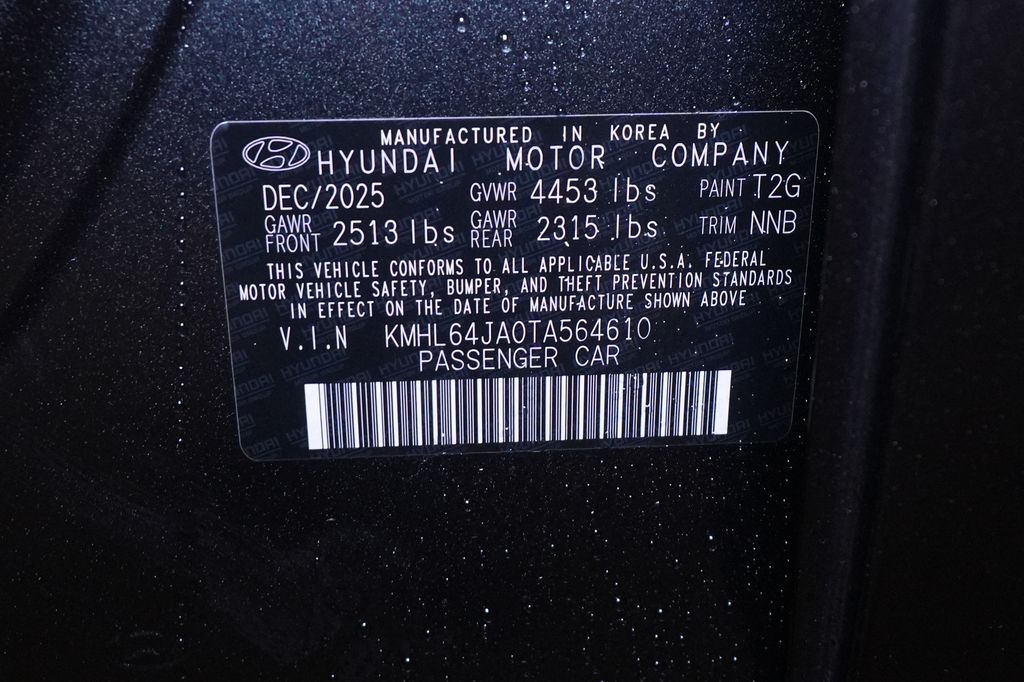 MANUFACTURED IN KOREA BY
HYUNDAI MOTOR COMPANY
DEC/2025 GVWR 4453 lbs PAINT T2G
GAWR FRONT 2513 lbs GAWR REAR 2315 lbs TRIM NNB
THIS VEHICLE CONFORMS TO ALL APPLICABLE U.S.A. FEDERAL
MOTOR VEHICLE SAFETY, BUMPER, AND THEFT PREVENTION STANDARDS
IN EFFECT ON THE DATE OF MANUFACTURE SHOWN ABOVE
V.I.N KMHL64JA0TA564610
PASSENGER CAR